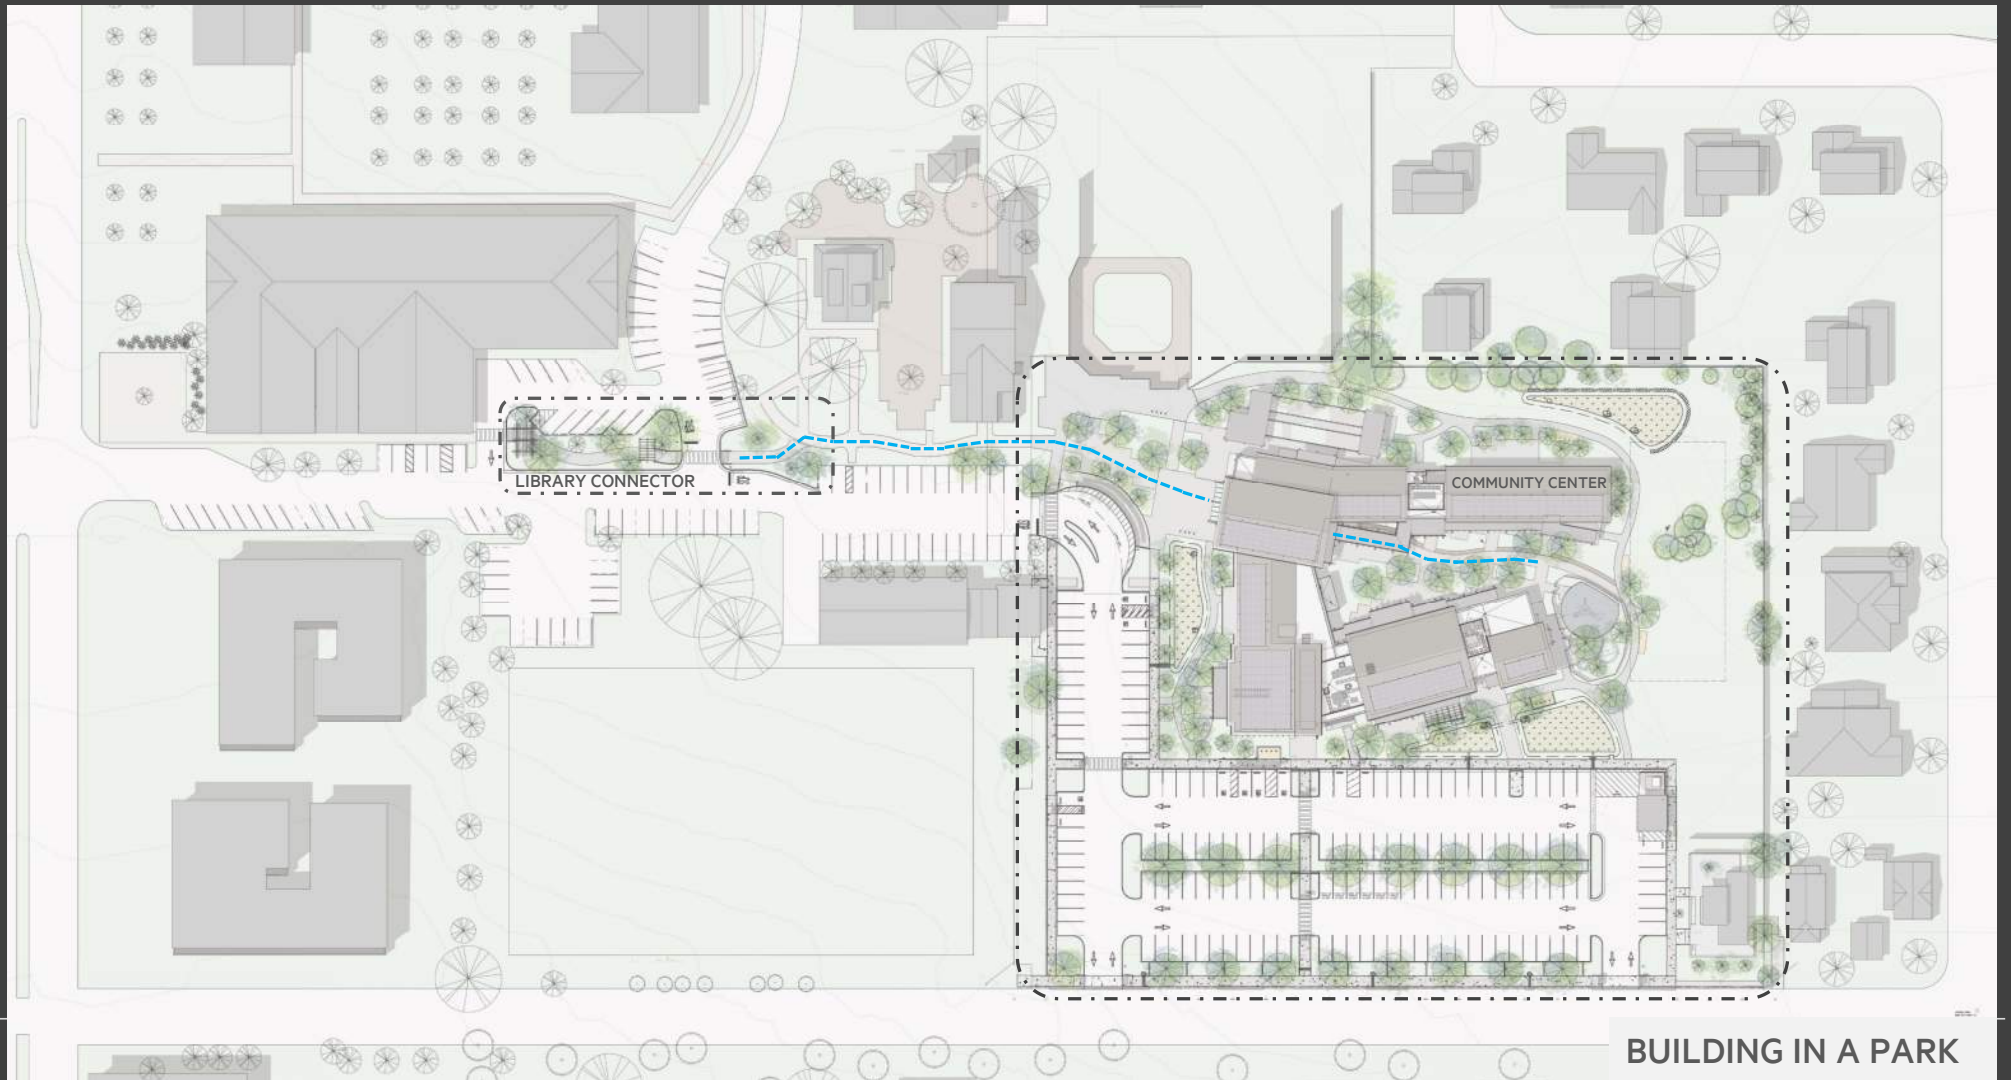 LIBRARY CONNECTOR
COMMUNITY CENTER
BUILDING IN A PARK